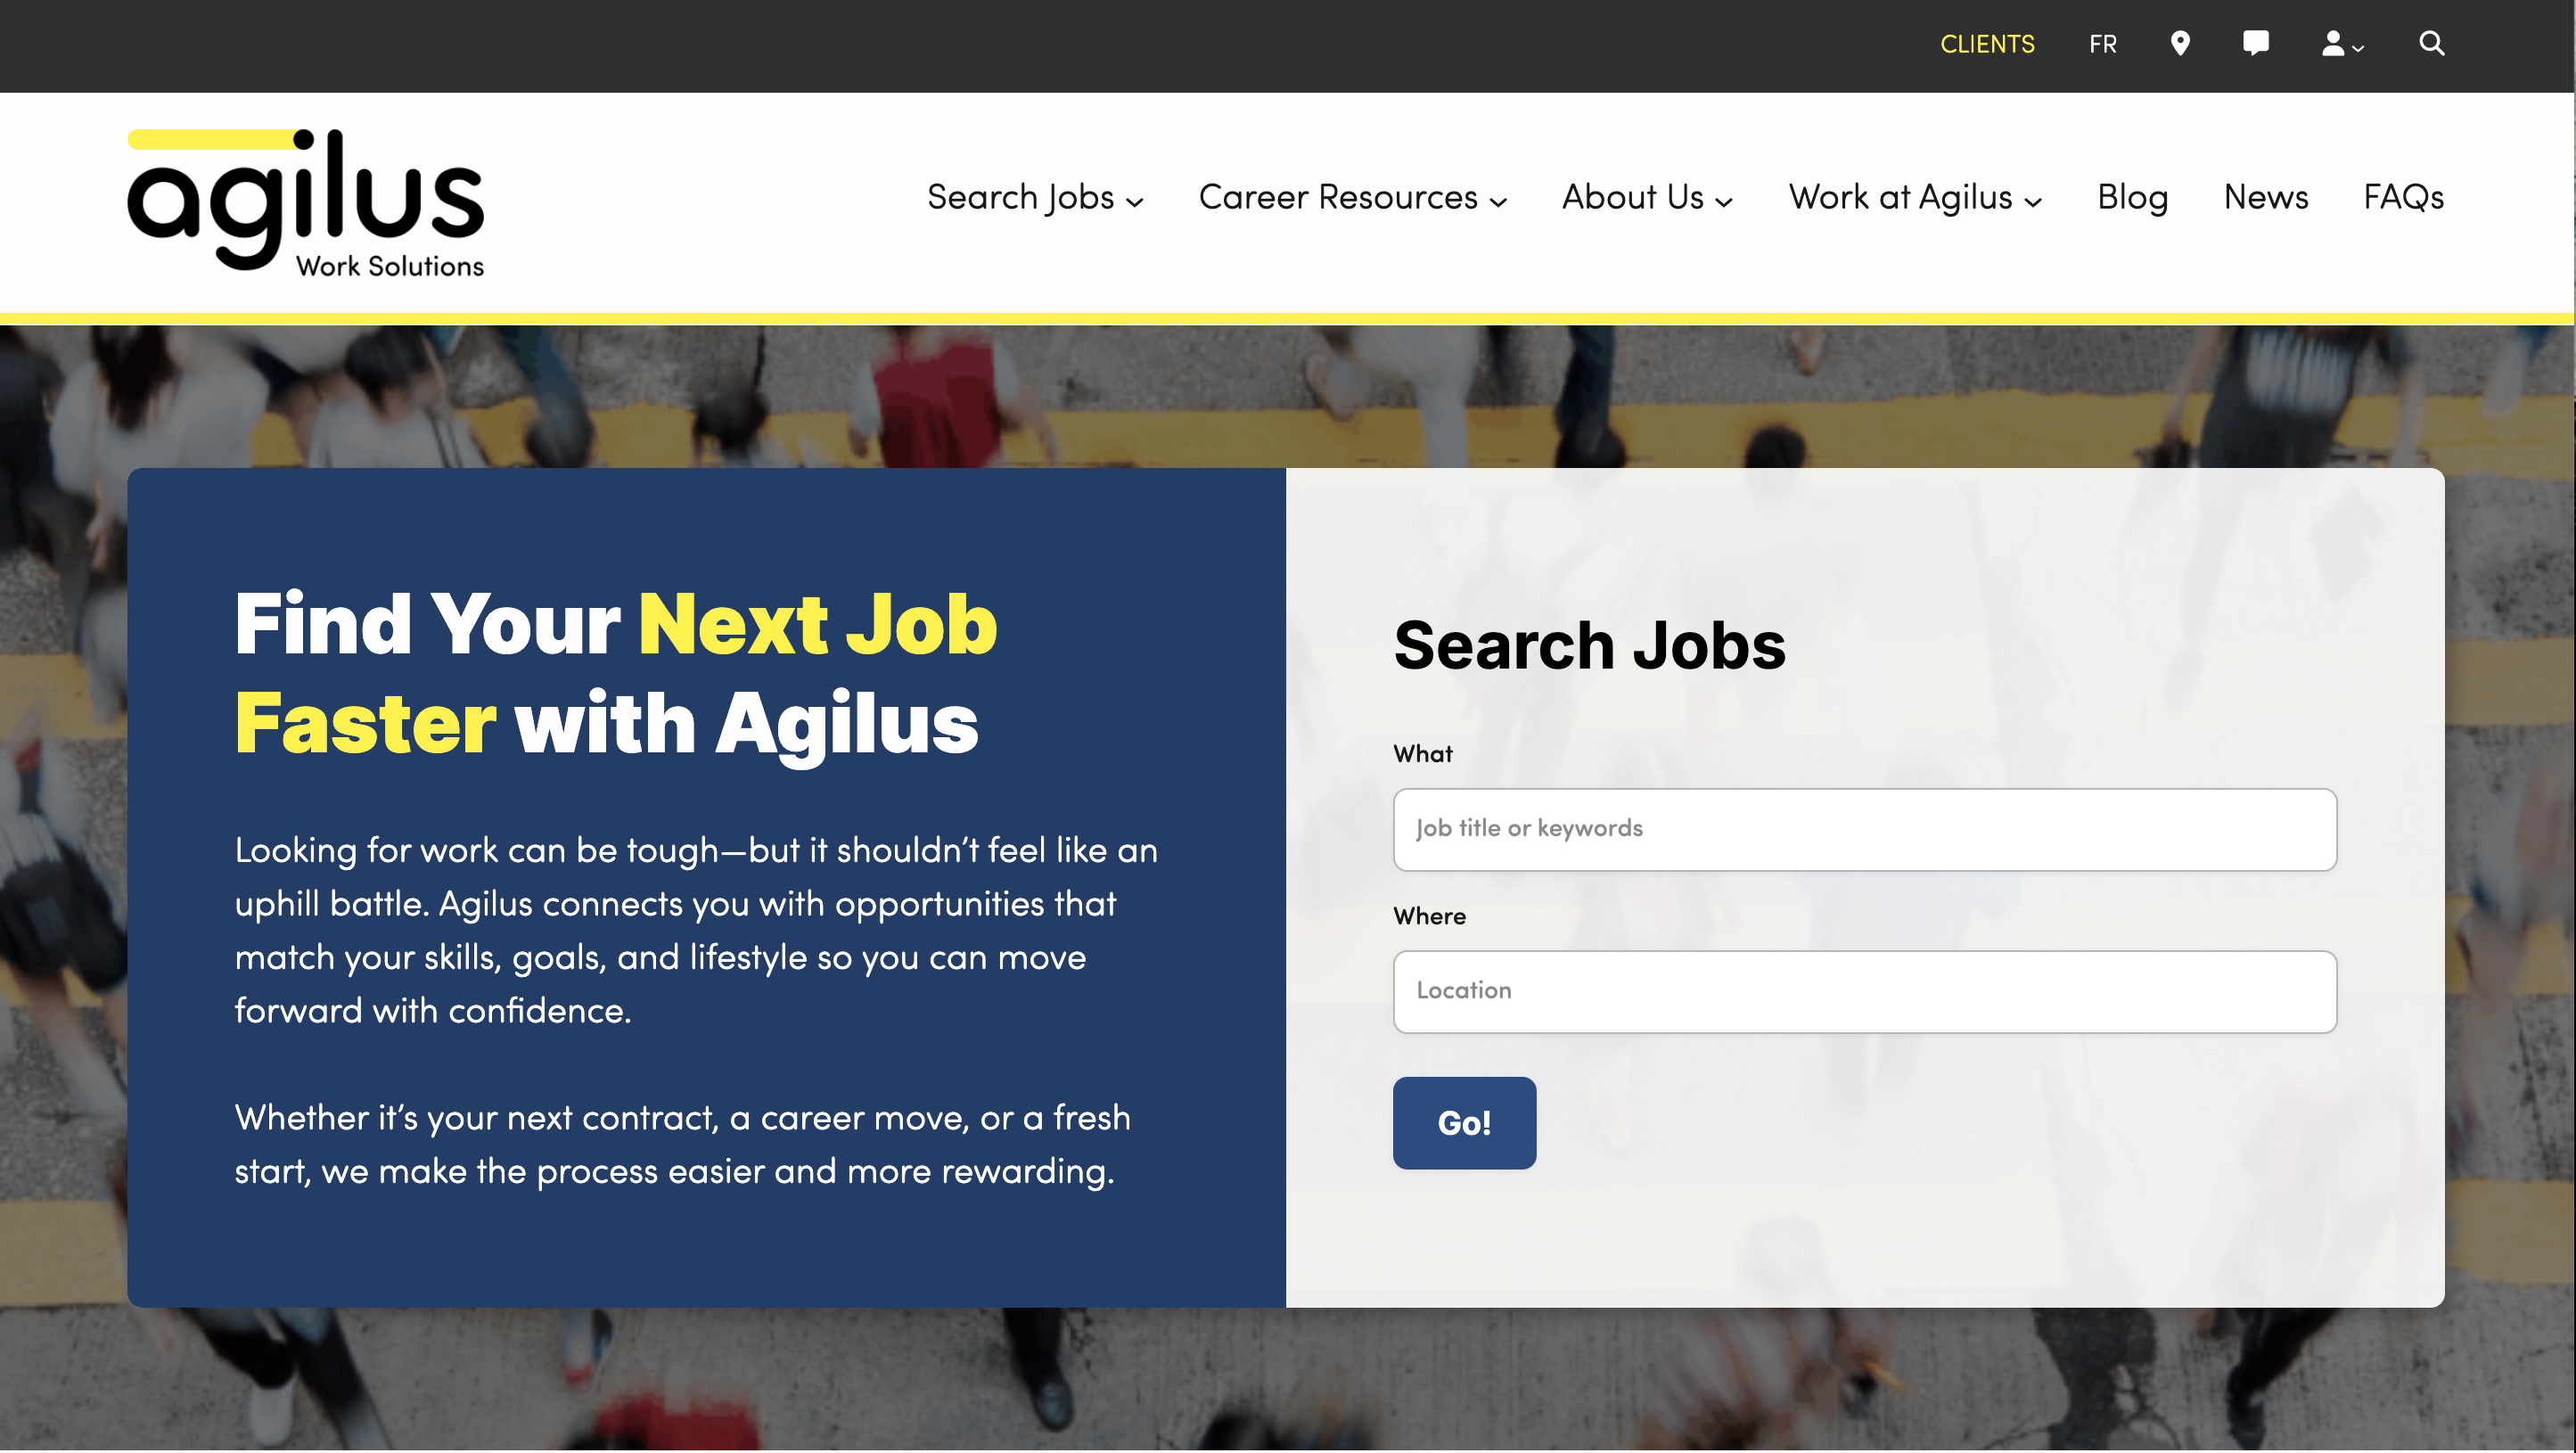 CLIENTS FR
agilus
Work Solutions
Search Jobs Career Resources About Us Work at Agilus Blog News FAQs
Find Your Next Job
Faster with Agilus
Looking for work can be tough—but it shouldn’t feel like an
uphill battle. Agilus connects you with opportunities that
match your skills, goals, and lifestyle so you can move
forward with confidence.
Whether it’s your next contract, a career move, or a fresh
start, we make the process easier and more rewarding.
Search Jobs
What
Job title or keywords
Where
Location
Go!